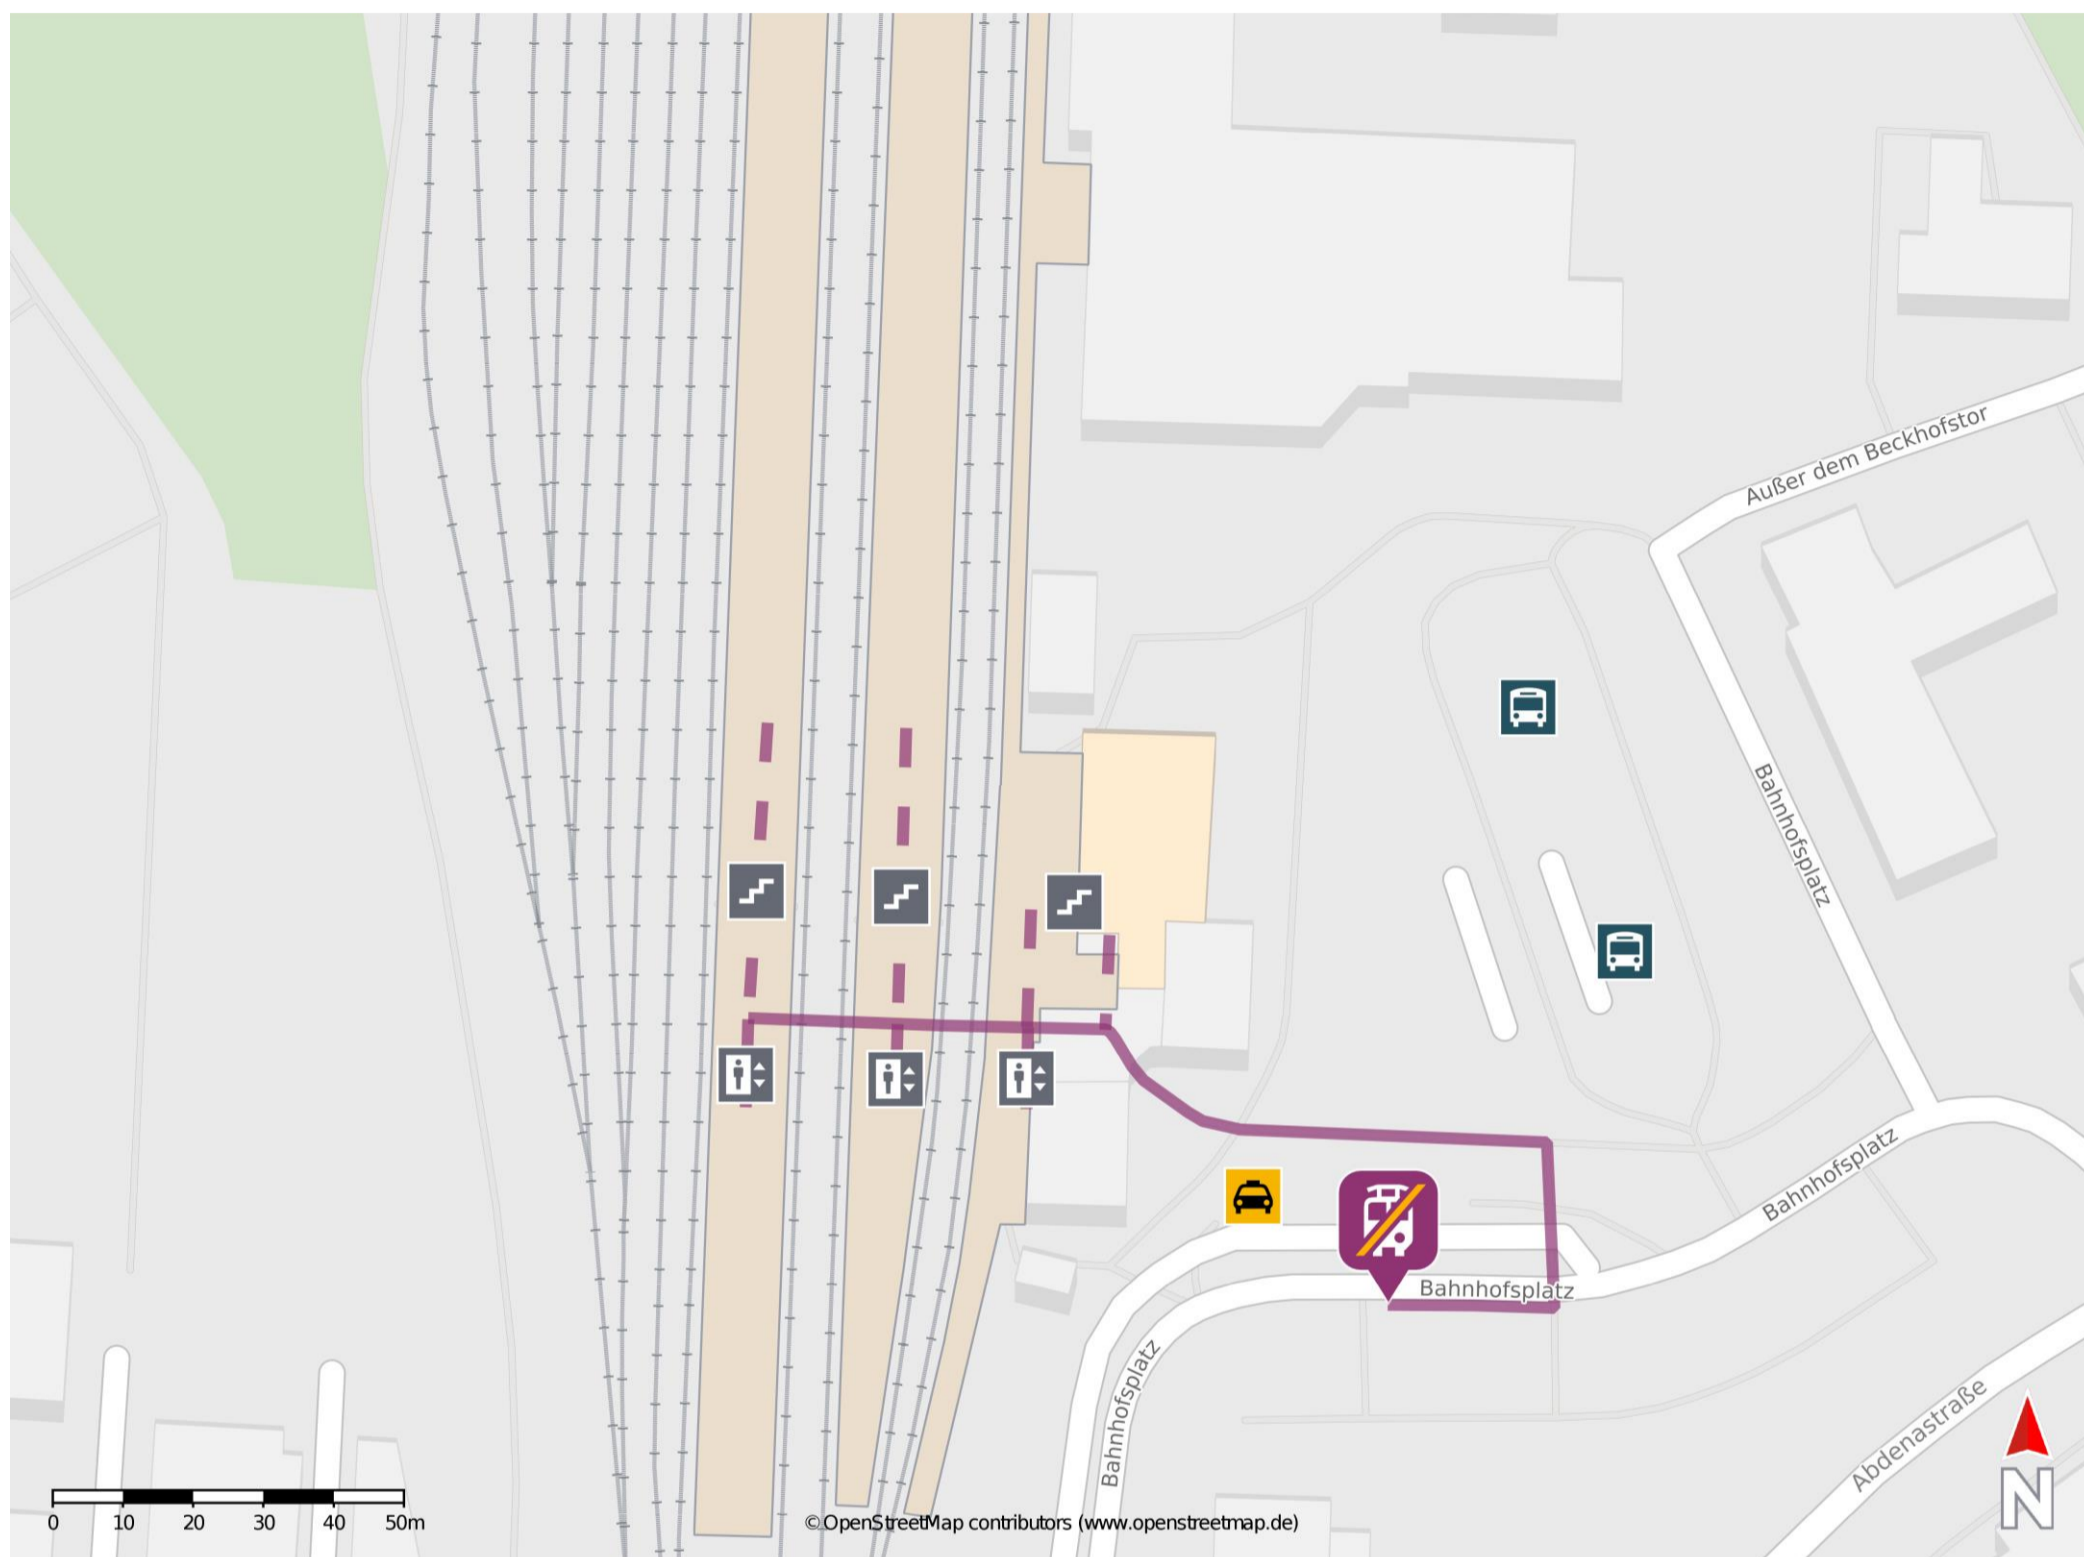 Außer dem Beckhofstor
Bahnhofsplatz
Bahnhofsplatz
Bahnhofsplatz
Bahnhofsplatz
Abdenastraße
N
0 10 20 30 40 50m
© OpenStreetMap contributors (www.openstreetmap.de)